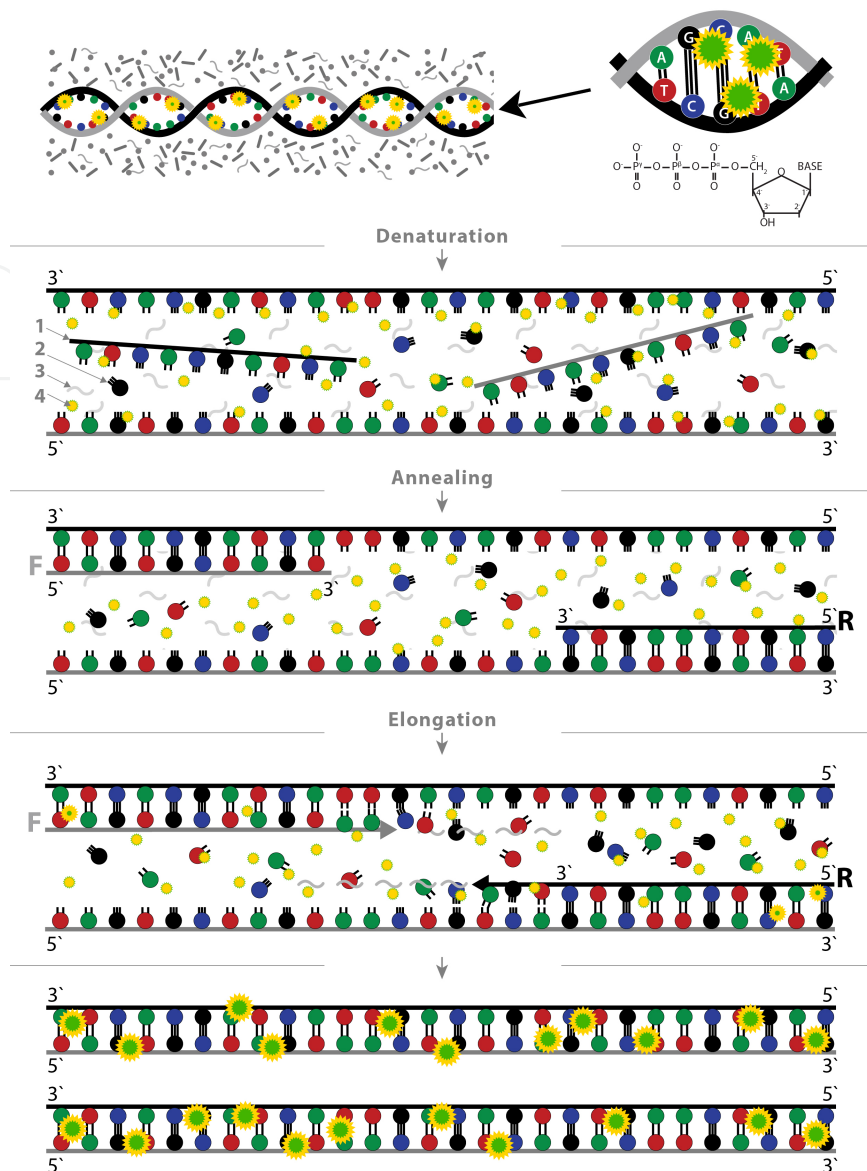 G C A
A T
T C G T A
O⁻ O⁻ O⁻ 5'
O⁻–Pᵞ–O–Pᵝ–O–Pᵅ–O–CH₂ BASE
O O O O
4' 1'
3' 2'
OH
Denaturation
3` 5`
1
2
3
4
5` 3`
Annealing
3` 5`
F
5` 3`
3` 5` R
5` 3`
Elongation
3` 5`
F
3` 5` R
5` 3`
3` 5`
5` 3`
3` 5`
5` 3`